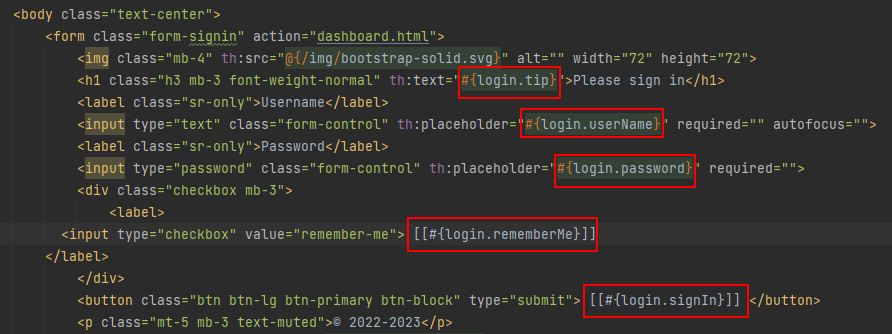 <body class="text-center">
<form class="form-signin" action="dashboard.html">
<img class="mb-4" th:src="@{/img/bootstrap-solid.svg}" alt="" width="72" height="72">
<h1 class="h3 mb-3 font-weight-normal" th:text="#{login.tip}">Please sign in</h1>
<label class="sr-only">Username</label>
<input type="text" class="form-control" th:placeholder="#{login.userName}" required="" autofocus="">
<label class="sr-only">Password</label>
<input type="password" class="form-control" th:placeholder="#{login.password}" required="">
<div class="checkbox mb-3">
<label>
<input type="checkbox" value="remember-me"> [[#{login.rememberMe}]]
</label>
</div>
<button class="btn btn-lg btn-primary btn-block" type="submit"> [[#{login.signIn}]] </button>
<p class="mt-5 mb-3 text-muted">© 2022-2023</p>